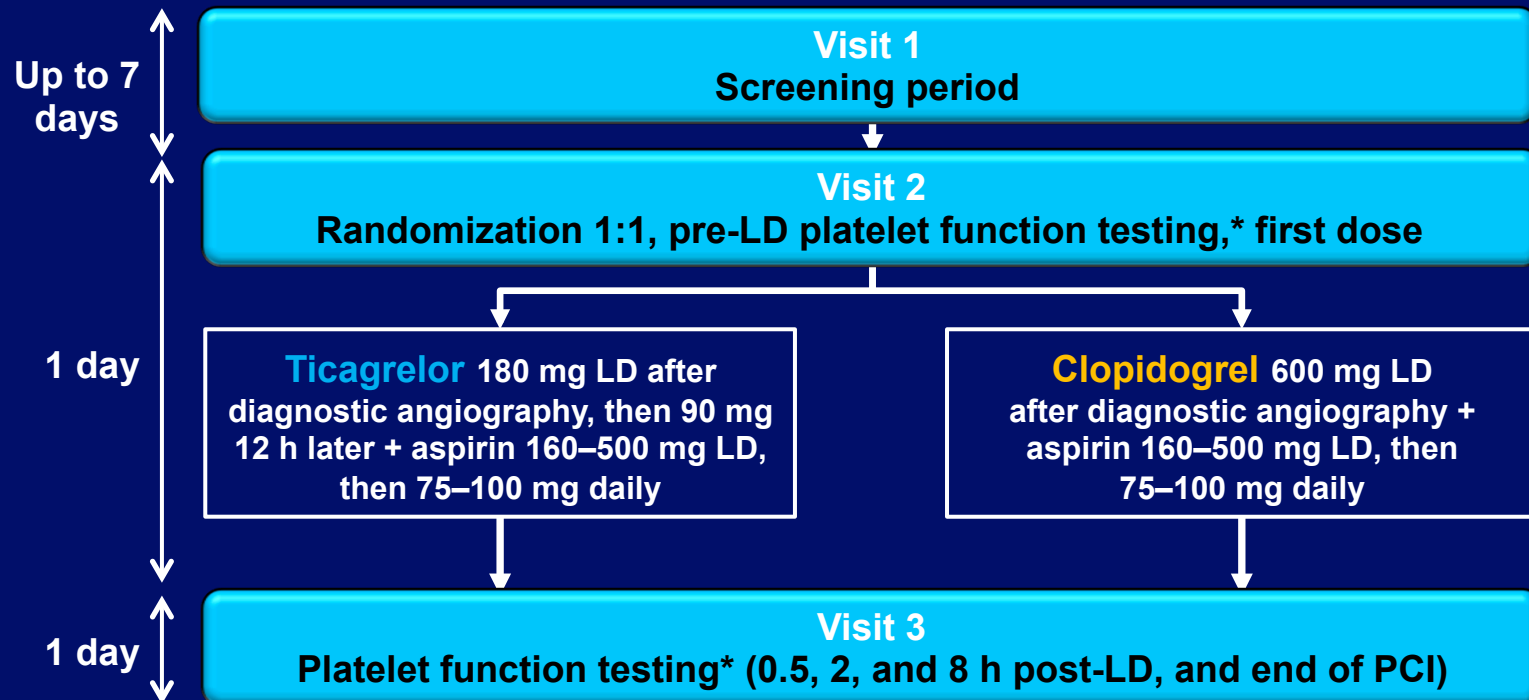 Up to 7
days
Visit 1
Screening period
Visit 2
Randomization 1:1, pre-LD platelet function testing,* first dose
1 day
Ticagrelor 180 mg LD after
diagnostic angiography, then 90 mg
12 h later + aspirin 160–500 mg LD,
then 75–100 mg daily
Clopidogrel 600 mg LD
after diagnostic angiography +
aspirin 160–500 mg LD, then
75–100 mg daily
1 day
Visit 3
Platelet function testing* (0.5, 2, and 8 h post-LD, and end of PCI)